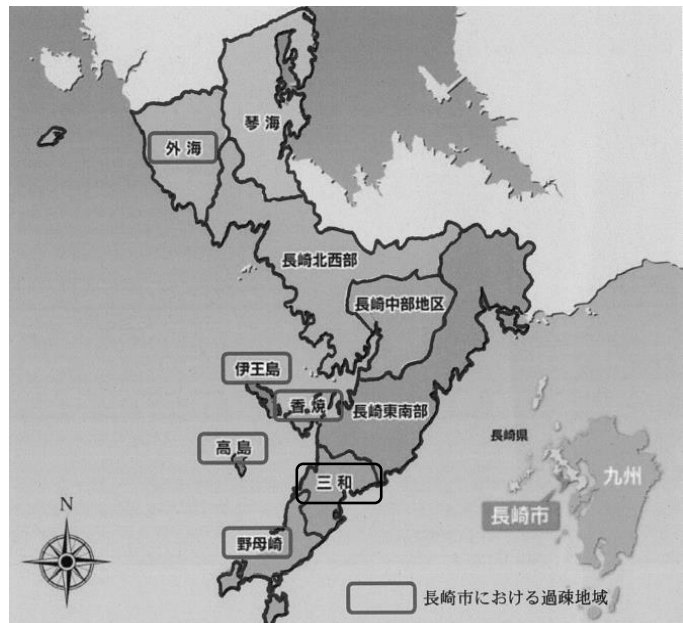 琴海
外海
長崎北西部
長崎中部地区
伊王島
香焼
長崎東南部
高島
三和
野母崎
N
長崎県
九州
長崎市
長崎市における過疎地域